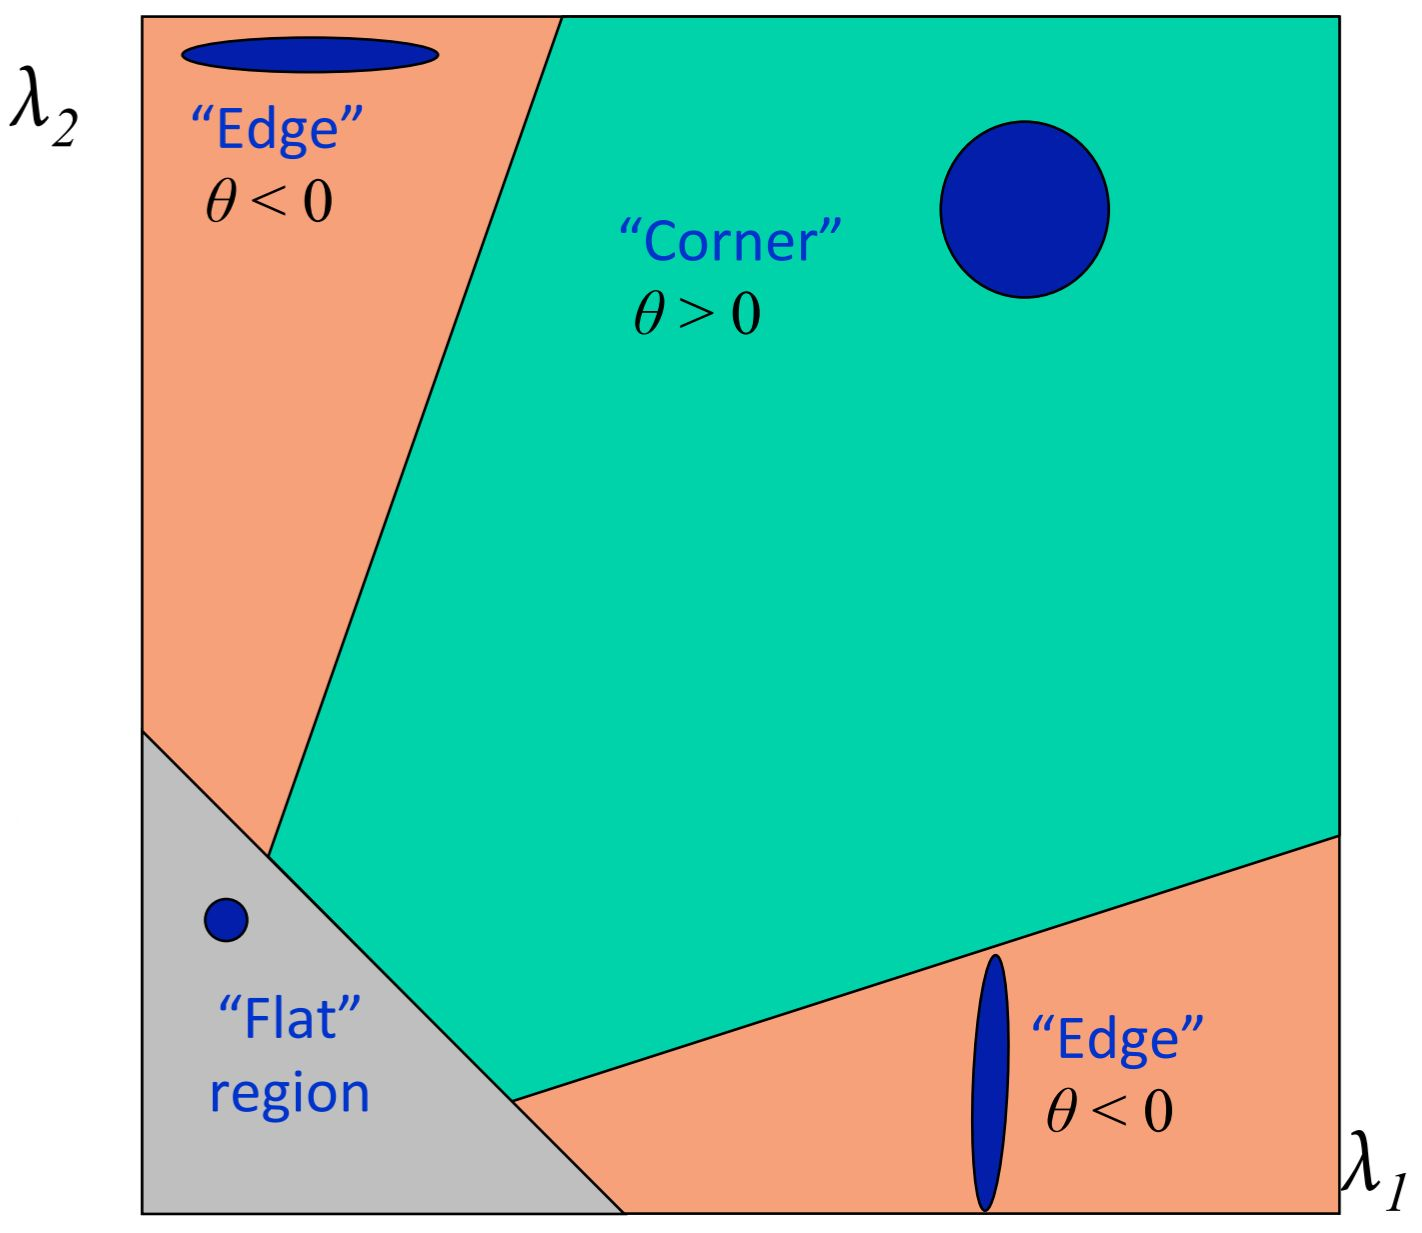 λ2
“Edge”
θ < 0
“Corner”
θ > 0
“Flat”
region
“Edge”
θ < 0
λ1